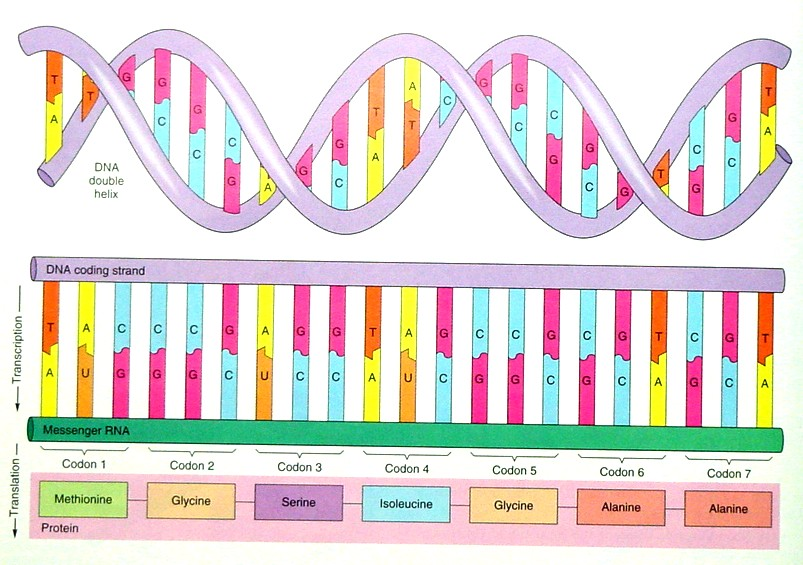 T T G G G C G G T A C G G C G G T C G T
A C C G A C A T C G C G C A
DNA
double
helix
DNA coding strand
Transcription
T A C C C G A G G T A G C C G C G T C G T
A U G G G C U C C A U C G G C G C A G C A
Messenger RNA
Codon 1 Codon 2 Codon 3 Codon 4 Codon 5 Codon 6 Codon 7
Translation
Methionine Glycine Serine Isoleucine Glycine Alanine Alanine
Protein